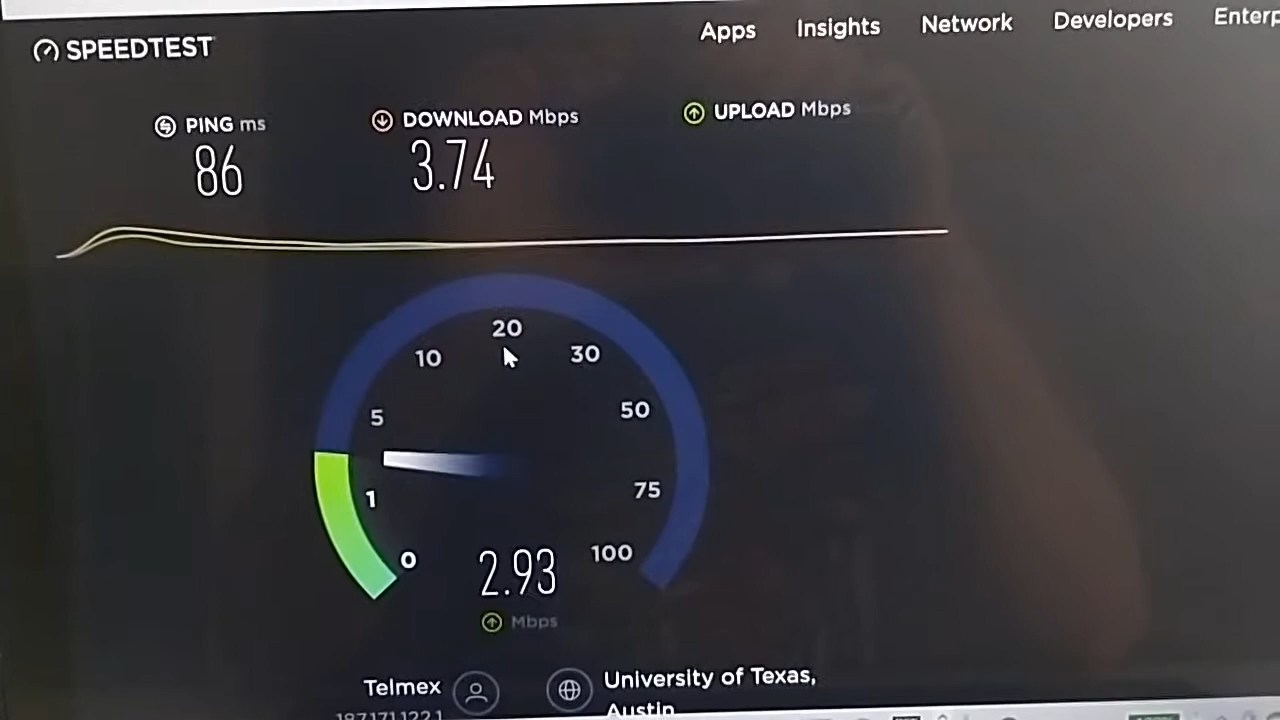 SPEEDTEST
Apps Insights Network Developers Enterp
PING ms
DOWNLOAD Mbps
UPLOAD Mbps
86
3.74
20
10
30
5
50
1
75
0
100
2.93
Mbps
Telmex
University of Texas,
Austin